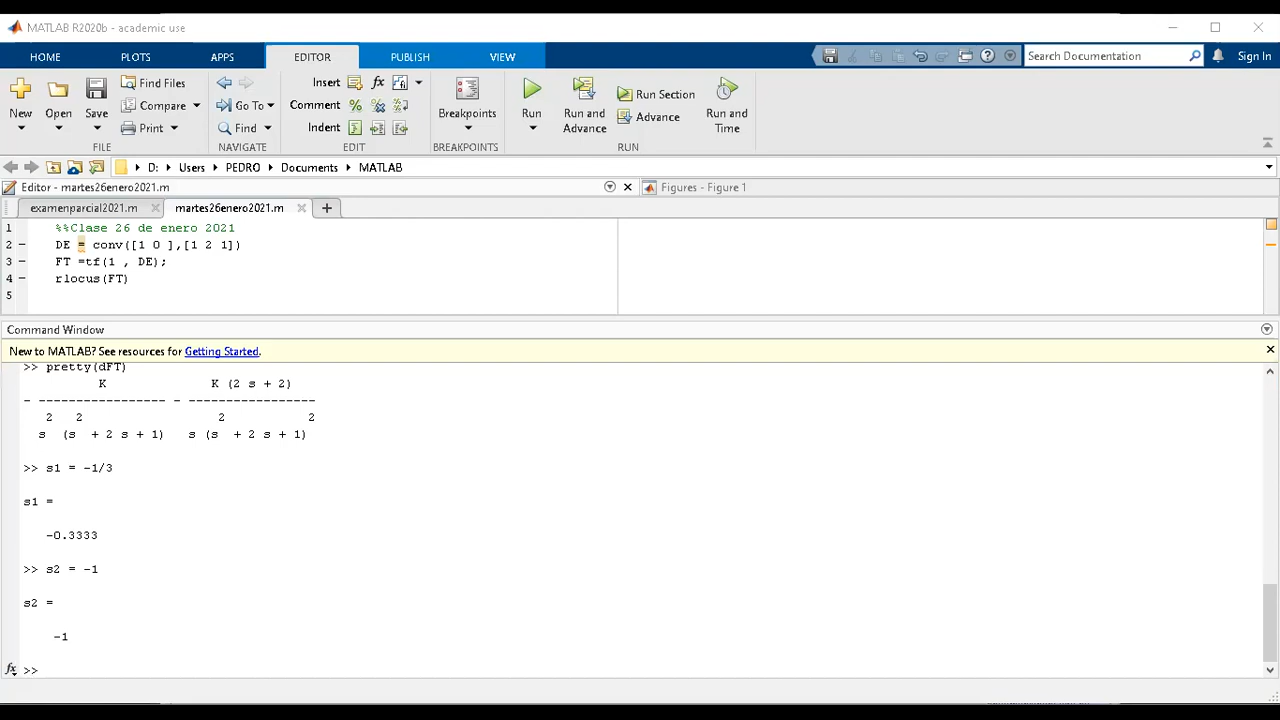 MATLAB R2020b - academic use
HOME PLOTS APPS EDITOR PUBLISH VIEW Search Documentation Sign In
New Open Save Find Files Compare Print Go To Find Insert fx Comment Indent Breakpoints Run Run and Advance Run Section Advance Run and Time
FILE NAVIGATE EDIT BREAKPOINTS RUN
D: Users PEDRO Documents MATLAB
Editor - martes26enero2021.m Figures - Figure 1
examenparcial2021.m martes26enero2021.m
1 %%Clase 26 de enero 2021
2 - DE = conv([1 0 ],[1 2 1])
3 - FT =tf(1 , DE);
4 - rlocus(FT)
5
Command Window
New to MATLAB? See resources for Getting Started.
>> pretty(dFT)
K K (2 s + 2)
- ----------------- - -----------------
2 2 2 2
s (s + 2 s + 1) s (s + 2 s + 1)
>> s1 = -1/3
s1 =
-0.3333
>> s2 = -1
s2 =
-1
fx >>